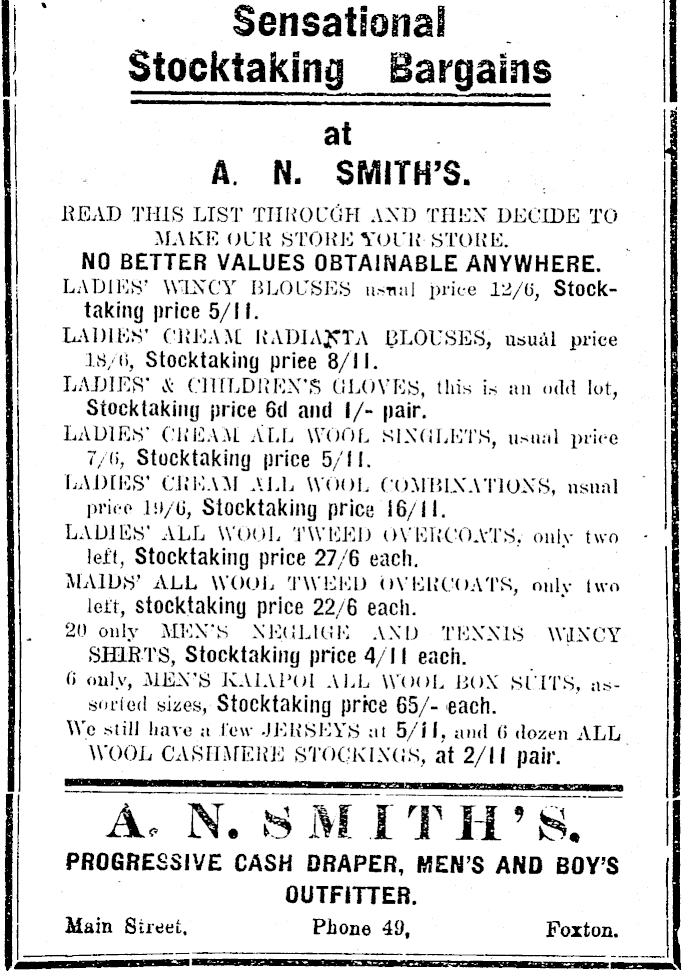 Sensational
Stocktaking Bargains
at
A. N. SMITH'S.
READ THIS LIST THROUGH AND THEN DECIDE TO
MAKE OUR STORE YOUR STORE.
NO BETTER VALUES OBTAINABLE ANYWHERE.
LADIES' WINCY BLOUSES usual price 12/6, Stock-
taking price 5/11.
LADIES' CREAM RADIANTA BLOUSES, usual price
18/6, Stocktaking price 8/11.
LADIES' & CHILDREN'S GLOVES, this is an odd lot,
Stocktaking price 6d and 1/- pair.
LADIES' CREAM ALL WOOL SINGLETS, usual price
7/6, Stocktaking price 5/11.
LADIES' CREAM ALL WOOL COMBINATIONS, usual
price 19/6, Stocktaking price 16/11.
LADIES' ALL WOOL TWEED OVERCOATS, only two
left, Stocktaking price 27/6 each.
MAIDS' ALL WOOL TWEED OVERCOATS, only two
left, stocktaking price 22/6 each.
20 only MEN'S NEGLIGE AND TENNIS WINCY
SHIRTS, Stocktaking price 4/11 each.
6 only, MEN'S KAIAPOI ALL WOOL BOX SUITS, as-
sorted sizes, Stocktaking price 65/- each.
We still have a few JERSEYS at 5/11, and 6 dozen ALL
WOOL CASHMERE STOCKINGS, at 2/11 pair.
A. N. SMITH'S.
PROGRESSIVE CASH DRAPER, MEN'S AND BOY'S
OUTFITTER.
Main Street. Phone 49, Foxton.